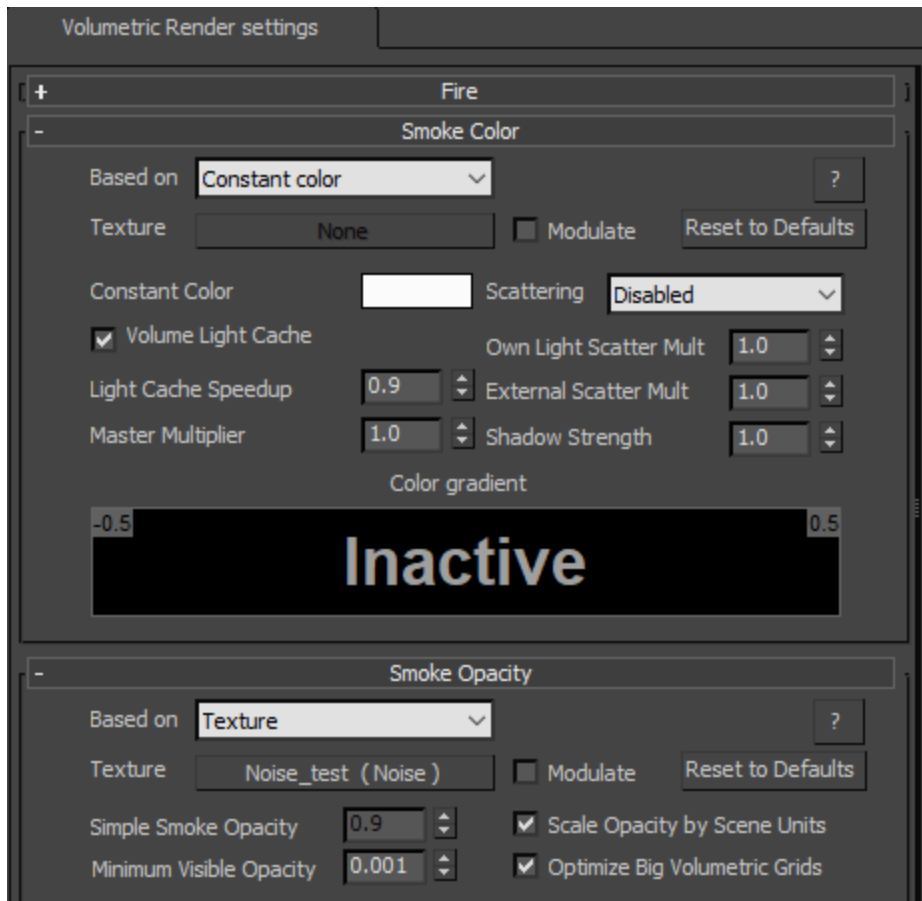 Volumetric Render settings
+ Fire
- Smoke Color
Based on Constant color ?
Texture None Modulate Reset to Defaults
Constant Color Scattering Disabled
Volume Light Cache Own Light Scatter Mult 1.0
Light Cache Speedup 0.9 External Scatter Mult 1.0
Master Multiplier 1.0 Shadow Strength 1.0
Color gradient
-0.5 0.5
Inactive
- Smoke Opacity
Based on Texture ?
Texture Noise_test (Noise) Modulate Reset to Defaults
Simple Smoke Opacity 0.9 Scale Opacity by Scene Units
Minimum Visible Opacity 0.001 Optimize Big Volumetric Grids